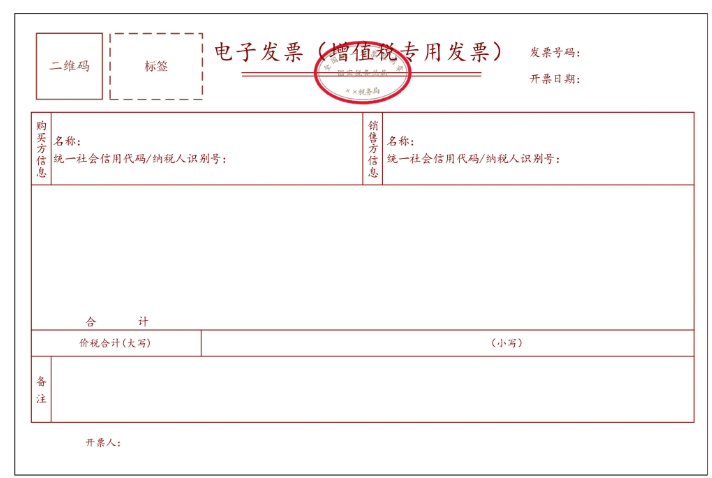 二维码
标签
电子发票（增值税专用发票）
××税务局
发票号码：
开票日期：
购买方信息
名称：
统一社会信用代码/纳税人识别号：
销售方信息
名称：
统一社会信用代码/纳税人识别号：
合 计
价税合计(大写)
(小写)
备注
开票人：